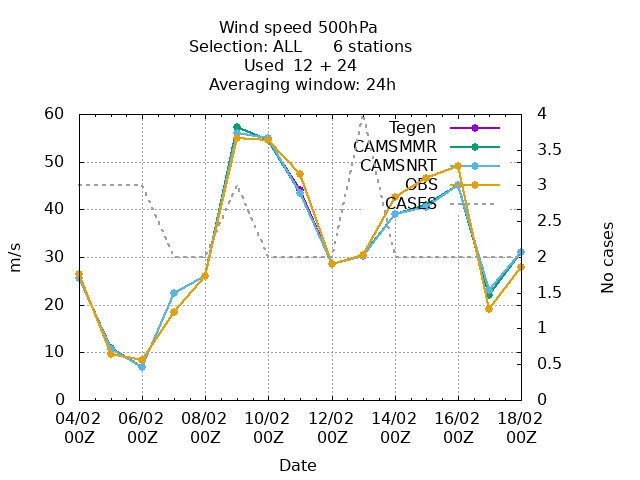 Wind speed 500hPa
Selection: ALL 6 stations
Used 12 + 24
Averaging window: 24h
60 4
Tegen
CAMSMMR 3.5
50
CAMSNRT
OBS 3
CASES
40
2.5
m/s 30 2 No cases
20 1.5
1
10
0.5
0 0
04/02 06/02 08/02 10/02 12/02 14/02 16/02 18/02
00Z 00Z 00Z 00Z 00Z 00Z 00Z 00Z
Date